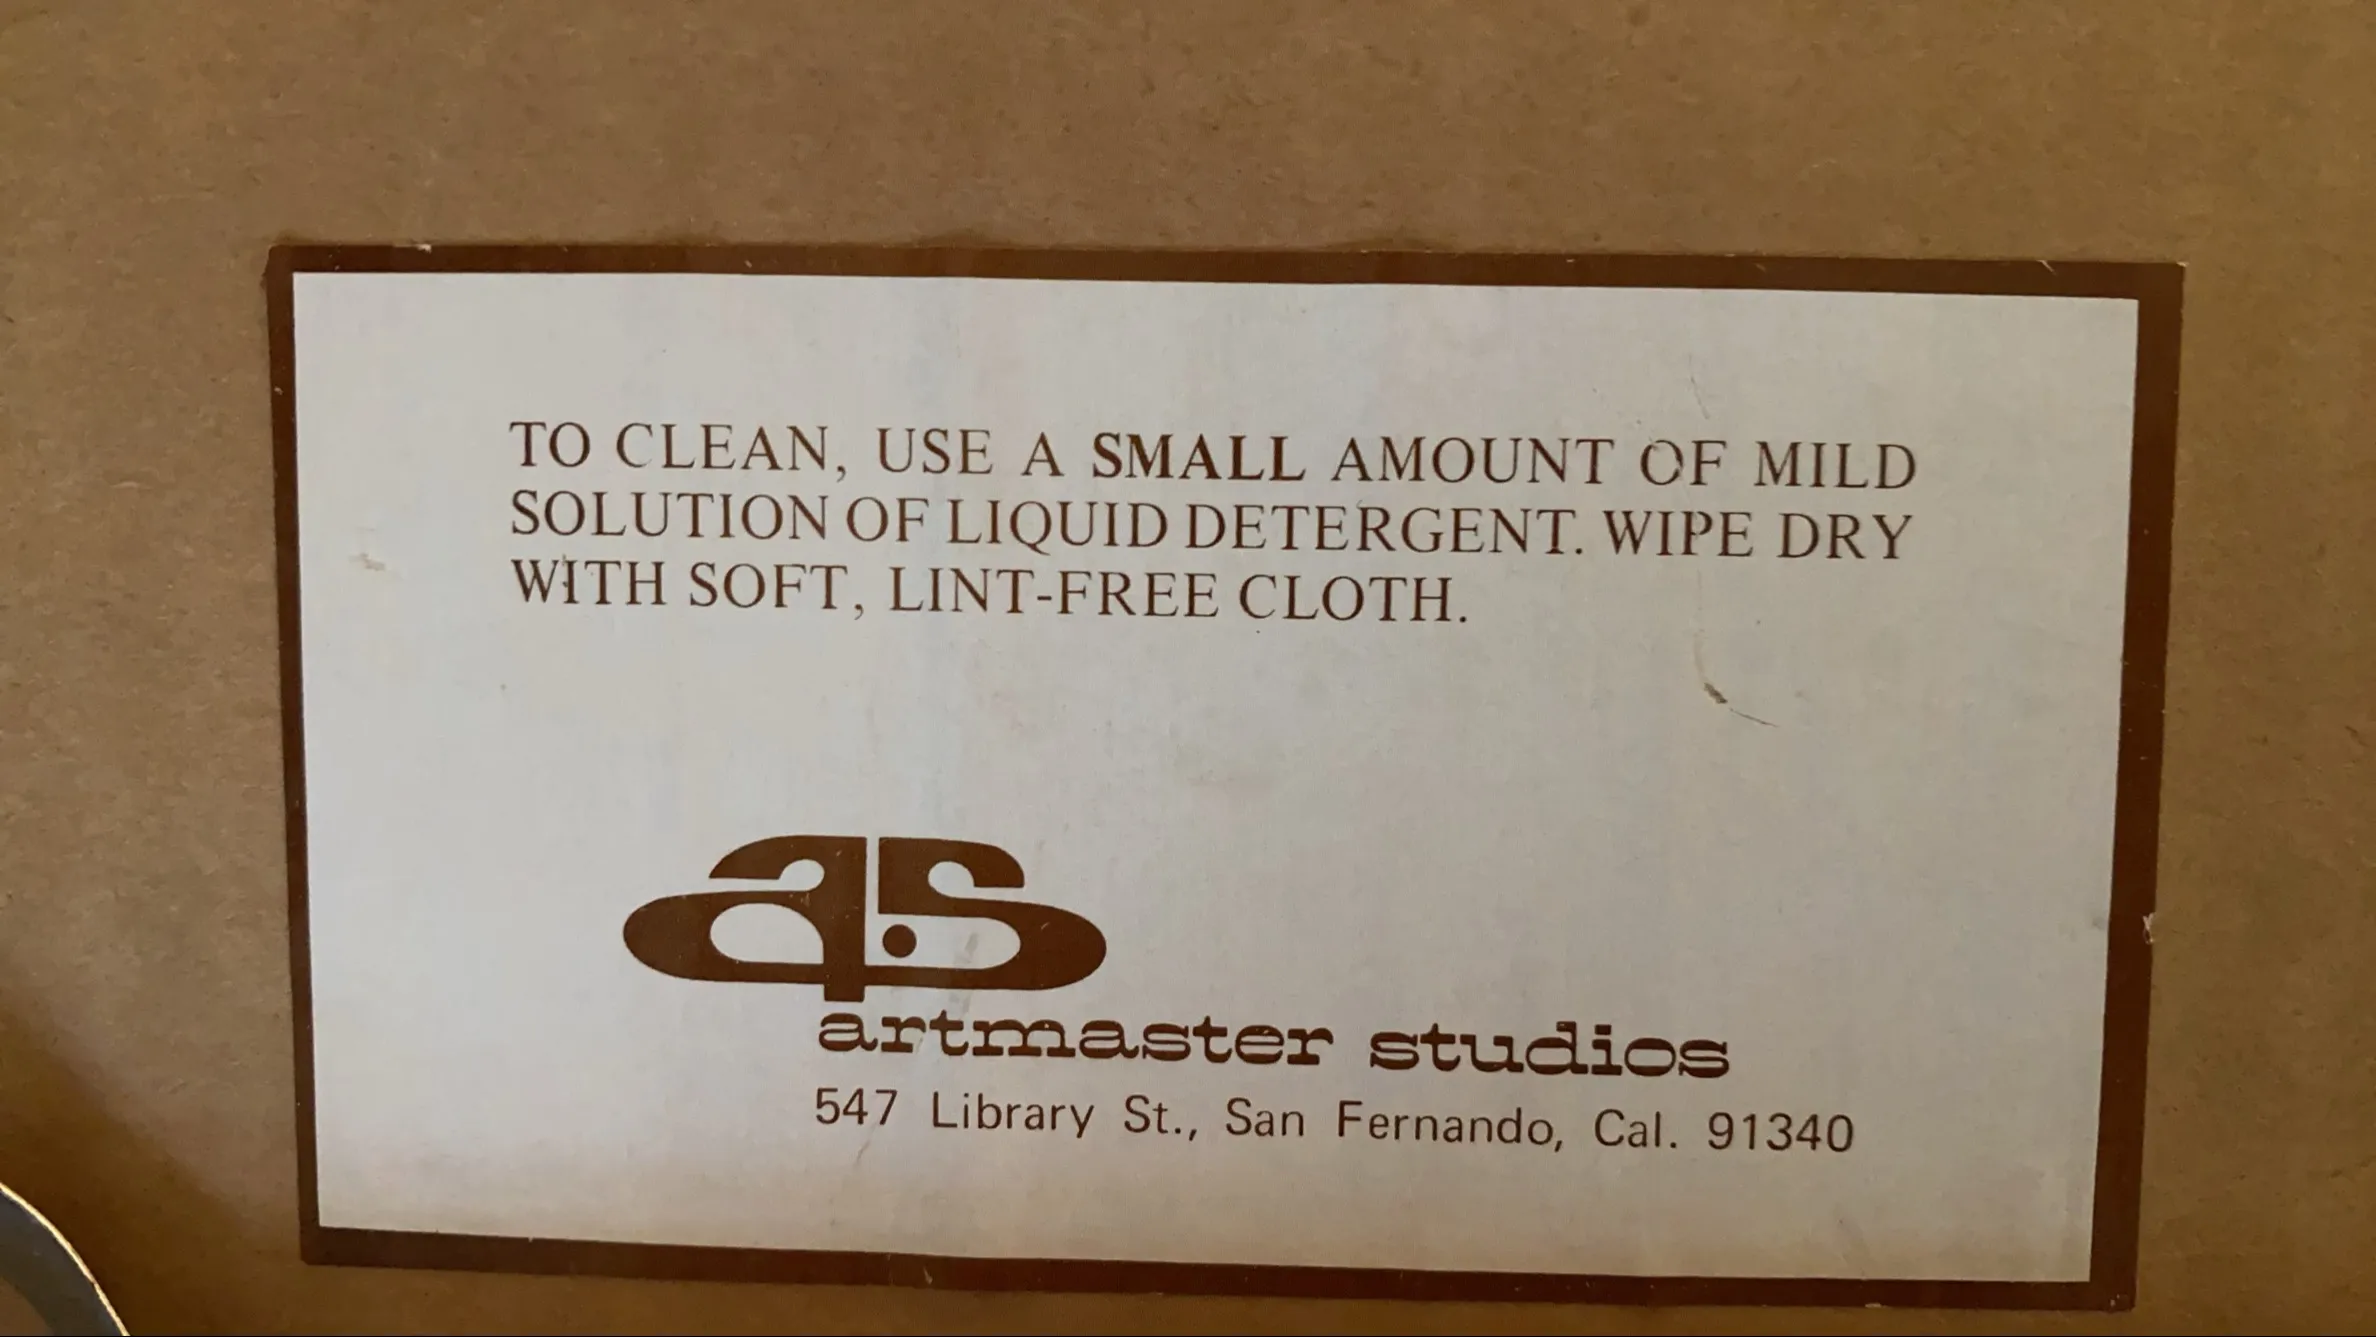 TO CLEAN, USE A SMALL AMOUNT OF MILD
SOLUTION OF LIQUID DETERGENT. WIPE DRY
WITH SOFT, LINT-FREE CLOTH.
a.s
artmaster studios
547 Library St., San Fernando, Cal. 91340